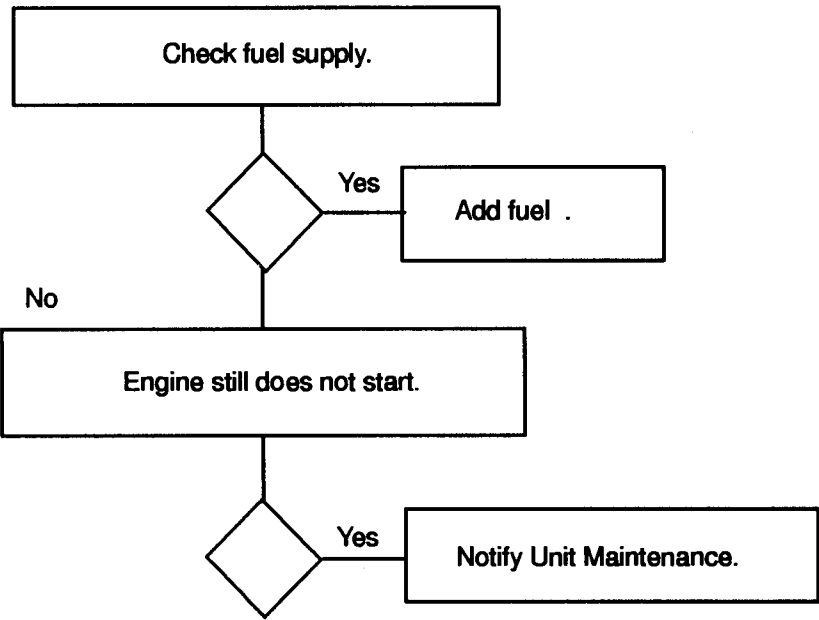 Check fuel supply.
Yes
Add fuel .
No
Engine still does not start.
Yes
Notify Unit Maintenance.